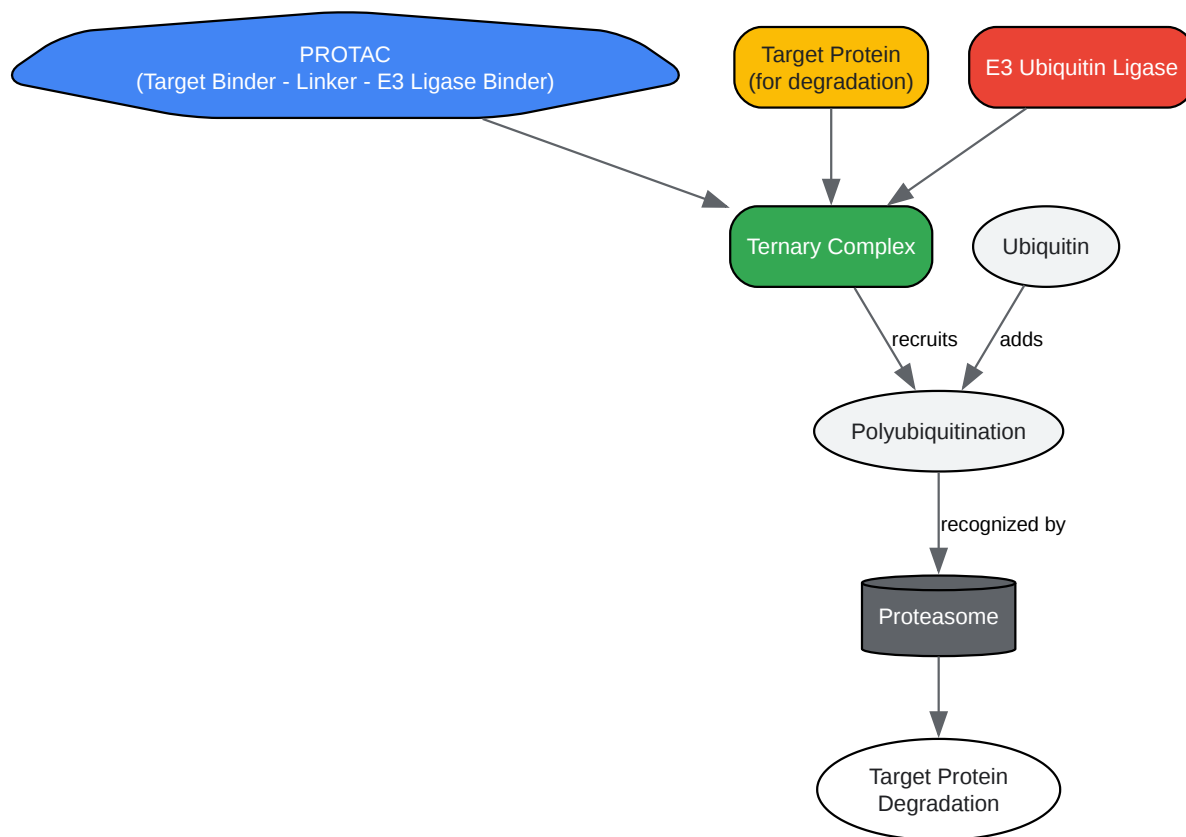 PROTAC
(Target Binder - Linker - E3 Ligase Binder)
Target Protein
(for degradation)
E3 Ubiquitin Ligase
Ternary Complex
Ubiquitin
recruits
adds
Polyubiquitination
recognized by
Proteasome
Target Protein
Degradation